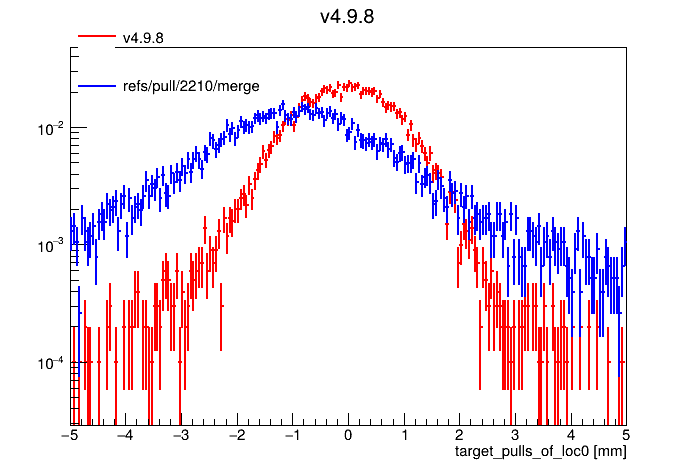 v4.9.8
v4.9.8
refs/pull/2210/merge
10⁻²
10⁻³
10⁻⁴
−5 −4 −3 −2 −1 0 1 2 3 4 5
target_pulls_of_loc0 [mm]